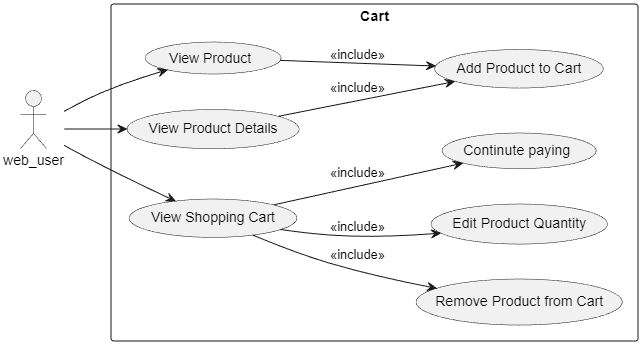 Cart
View Product
«include»
Add Product to Cart
«include»
View Product Details
web_user
«include»
Continute paying
View Shopping Cart
«include»
Edit Product Quantity
«include»
Remove Product from Cart